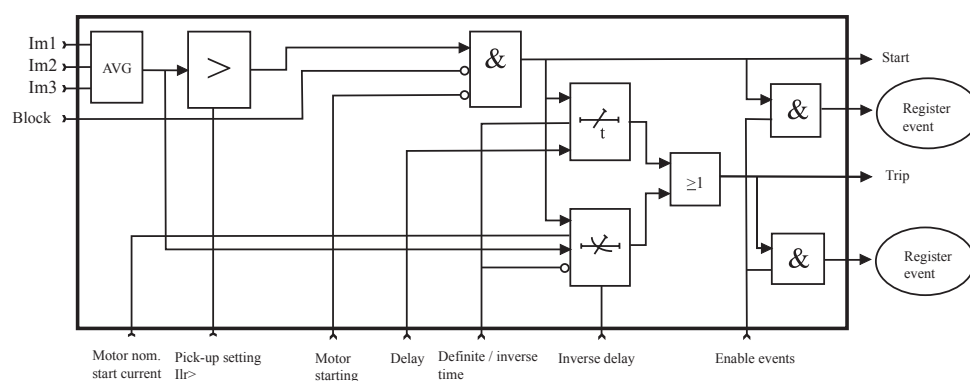 Im1
Im2
Im3
Block
AVG
>
&
t
≥1
&
&
Start
Register
event
Trip
Register
event
Motor nom.
start current
Pick-up setting
Ilr>
Motor
starting
Delay
Definite / inverse
time
Inverse delay
Enable events